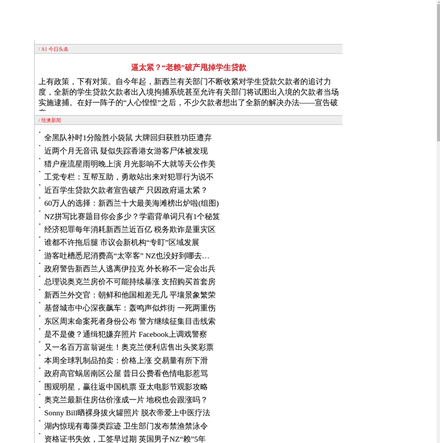 / A1 今日头条
逼太紧？“老赖”破产甩掉学生贷款
上有政策，下有对策。自今年起，新西兰有关部门不断收紧对学生贷款欠款者的追讨力
度，全新的学生贷款欠款者出入境拘捕系统甚至允许有关部门将试图出入境的欠款者当场
实施逮捕。在好一阵子的“人心惶惶”之后，不少欠款者想出了全新的解决办法——宣告破
/ 纽澳新闻
全黑队补时1分险胜小袋鼠 大牌回归获胜功臣遭弃
近两个月无音讯 疑似失踪香港女游客尸体被发现
猎户座流星雨明晚上演 月光影响不大就等天公作美
工党专栏：互帮互助，勇敢站出来对犯罪行为说不
近百学生贷款欠款者宣告破产 只因政府逼太紧？
60万人的选择：新西兰十大最美海滩榜出炉啦(组图)
NZ拼写比赛题目你会多少？学霸背单词只有1个秘笈
经济犯罪每年消耗新西兰近百亿 税务欺诈是重灾区
谁都不许拖后腿 市议会新机构“专盯”区域发展
游客吐槽悉尼消费高“太宰客” NZ也没好到哪去…
政府警告新西兰人逃离伊拉克 外长称不一定会出兵
总理说奥克兰房价不可能持续暴涨 支招购买首套房
新西兰外交官：朝鲜和他国相差无几 平壤景象繁荣
基督城市中心深夜飙车：轰鸣声似炸街 一死两重伤
东区周末命案死者身份公布 警方继续征集目击线索
是不是傻？通缉犯嫌弃照片 Facebook上调戏警察
又一名百万富翁诞生！奥克兰便利店售出头奖彩票
本周全球乳制品拍卖：价格上涨 交易量有所下滑
政府高官蜗居南区公屋 昔日公费看色情电影惹骂
围观明星，赢往返中国机票 亚太电影节观影攻略
奥克兰最新住房估价涨成一片 地税也会跟涨吗？
Sonny Bill晒裸身拔火罐照片 脱衣帝爱上中医疗法
湖内惊现有毒藻类踪迹 卫生部门发布禁渔禁泳令
资格证书失效，工签早过期 英国男子NZ“赖”5年